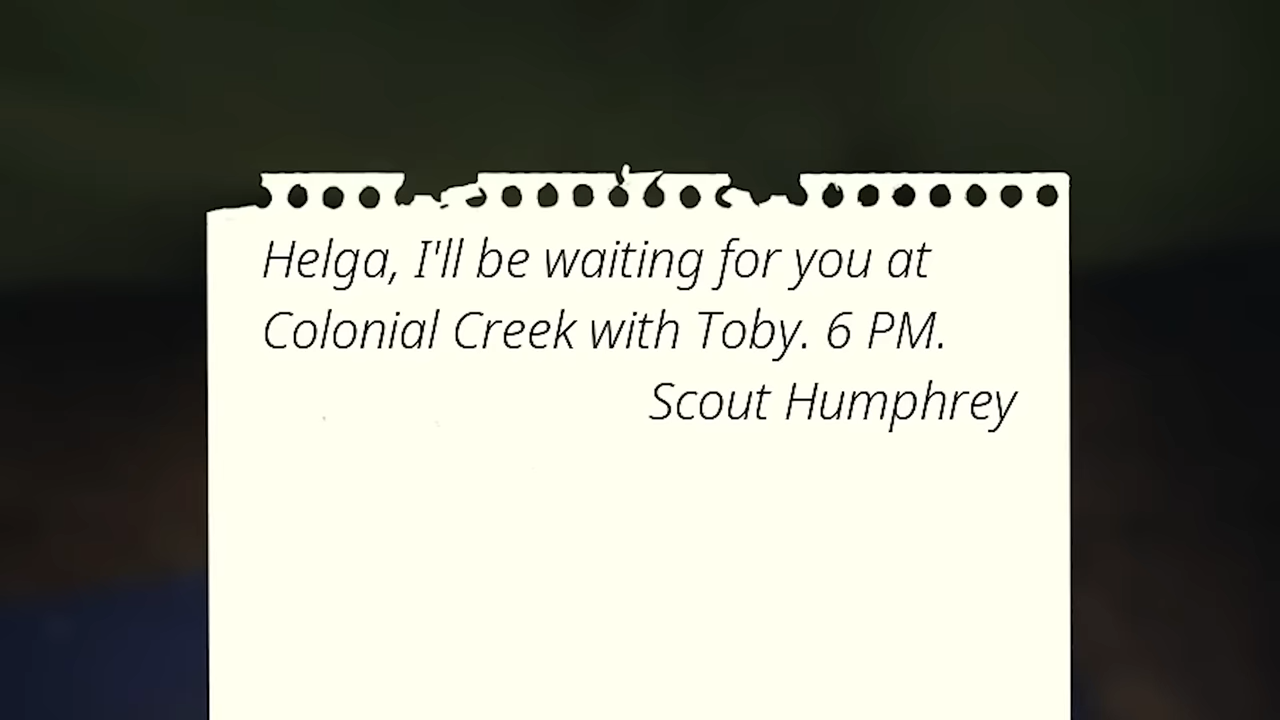 Helga, I'll be waiting for you at
Colonial Creek with Toby. 6 PM.
Scout Humphrey